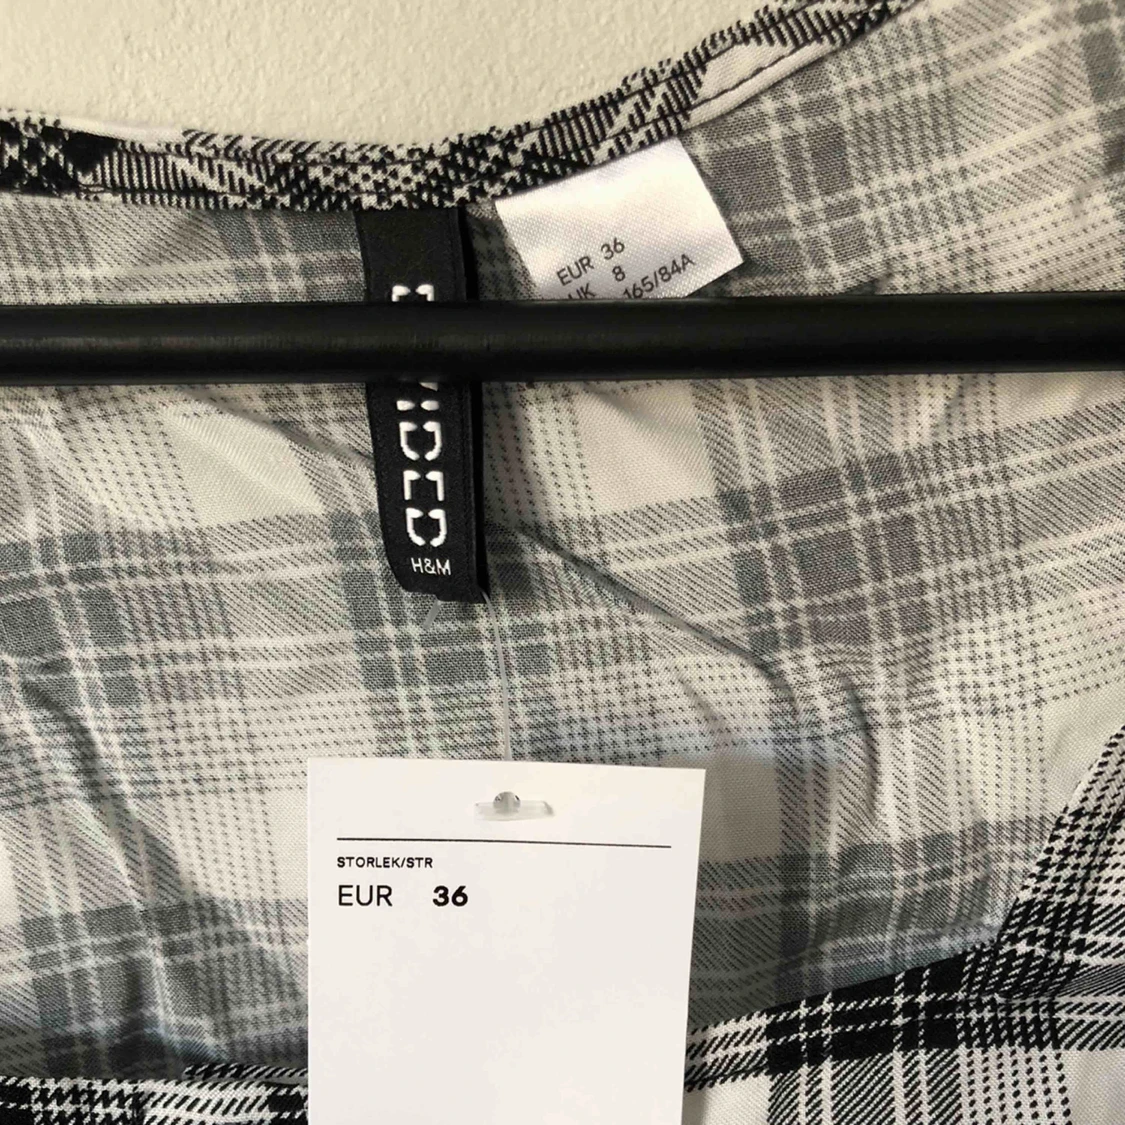 EUR 36
UK 8
165/84A
H&M
STORLEK/STR
EUR 36